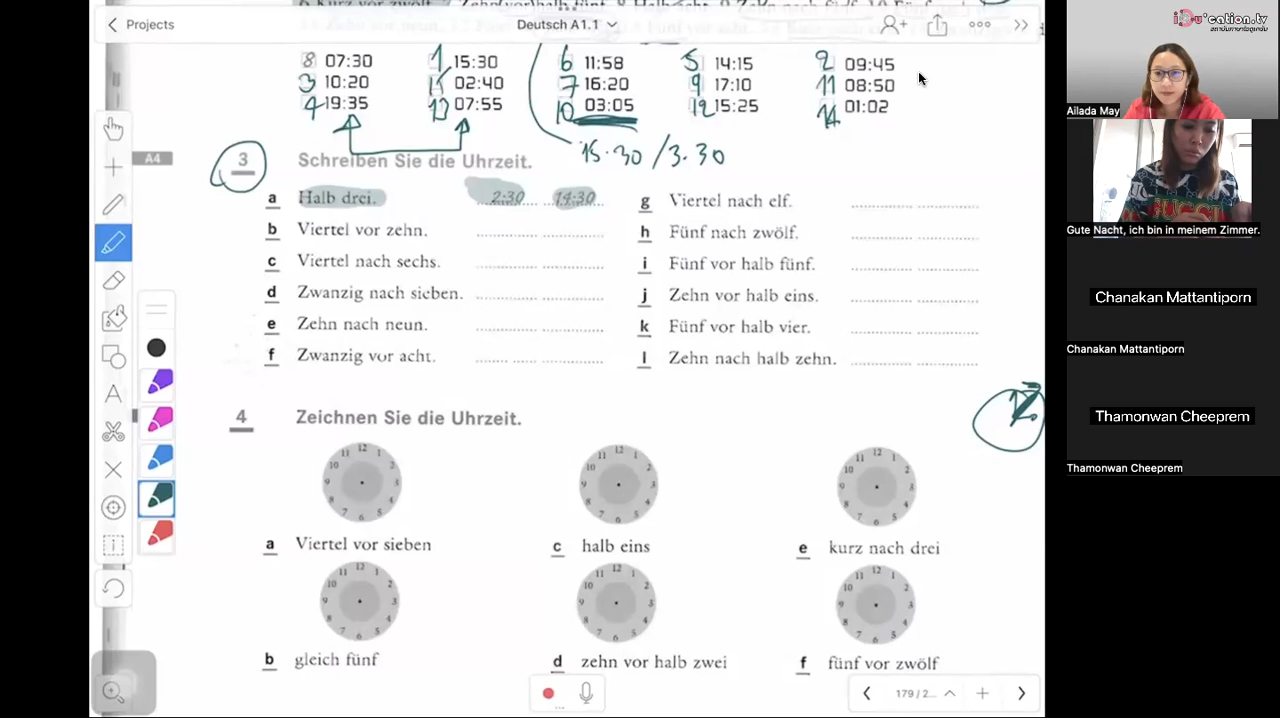 Projects
Deutsch A1.1
8 07:30
1 15:30
6 11:58
5 14:15
2 09:45
3 10:20
02:40
7 16:20
9 17:10
11 08:50
4 19:35
13 07:55
10 03:05
12 15:25
14 01:02
15.30 / 3.30
A4
3 Schreiben Sie die Uhrzeit.
a Halb drei. 2:30 14:30
b Viertel vor zehn.
c Viertel nach sechs.
d Zwanzig nach sieben.
e Zehn nach neun.
f Zwanzig vor acht.
g Viertel nach elf.
h Fünf nach zwölf.
i Fünf vor halb fünf.
j Zehn vor halb eins.
k Fünf vor halb vier.
l Zehn nach halb zehn.
4 Zeichnen Sie die Uhrzeit.
a Viertel vor sieben
c halb eins
e kurz nach drei
b gleich fünf
d zehn vor halb zwei
f fünf vor zwölf
179 / 2...
Ailada May
Gute Nacht, ich bin in meinem Zimmer.
Chanakan Mattantiporn
Chanakan Mattantiporn
Thamonwan Cheeprem
Thamonwan Cheeprem